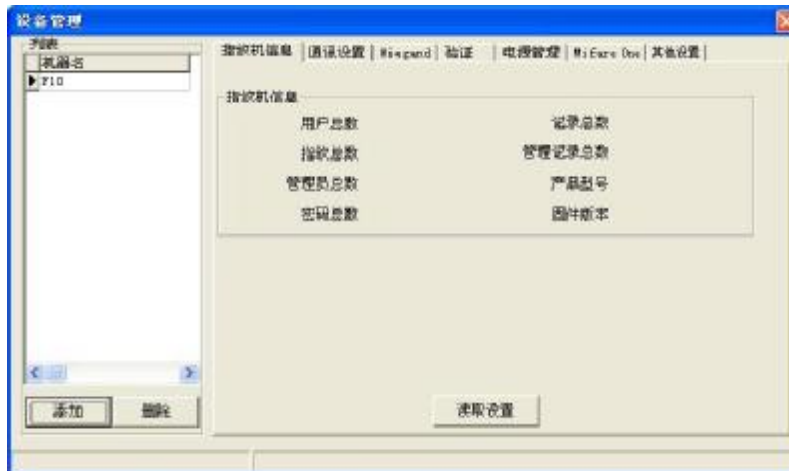 设备管理
列表
机器名
F10
指纹机信息 通讯设置 Wiegand 验证 电源管理 Mifare One 其他设置
指纹机信息
用户总数 记录总数
指纹总数 管理记录总数
管理员总数 产品型号
密码总数 固件版本
添加 删除 读取设置